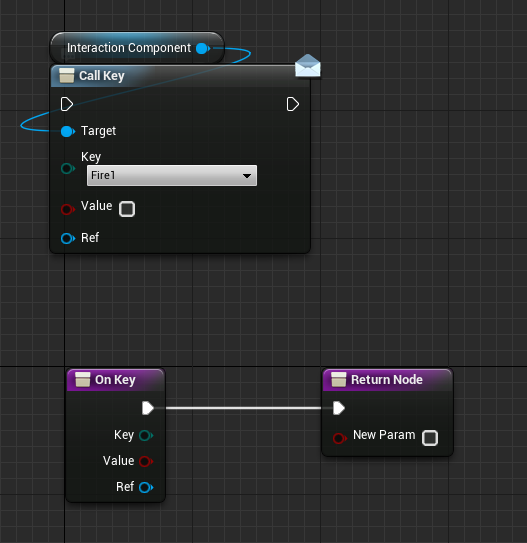 Interaction Component
Call Key
Target
Key
Fire1
Value
Ref
On Key
Return Node
Key
New Param
Value
Ref